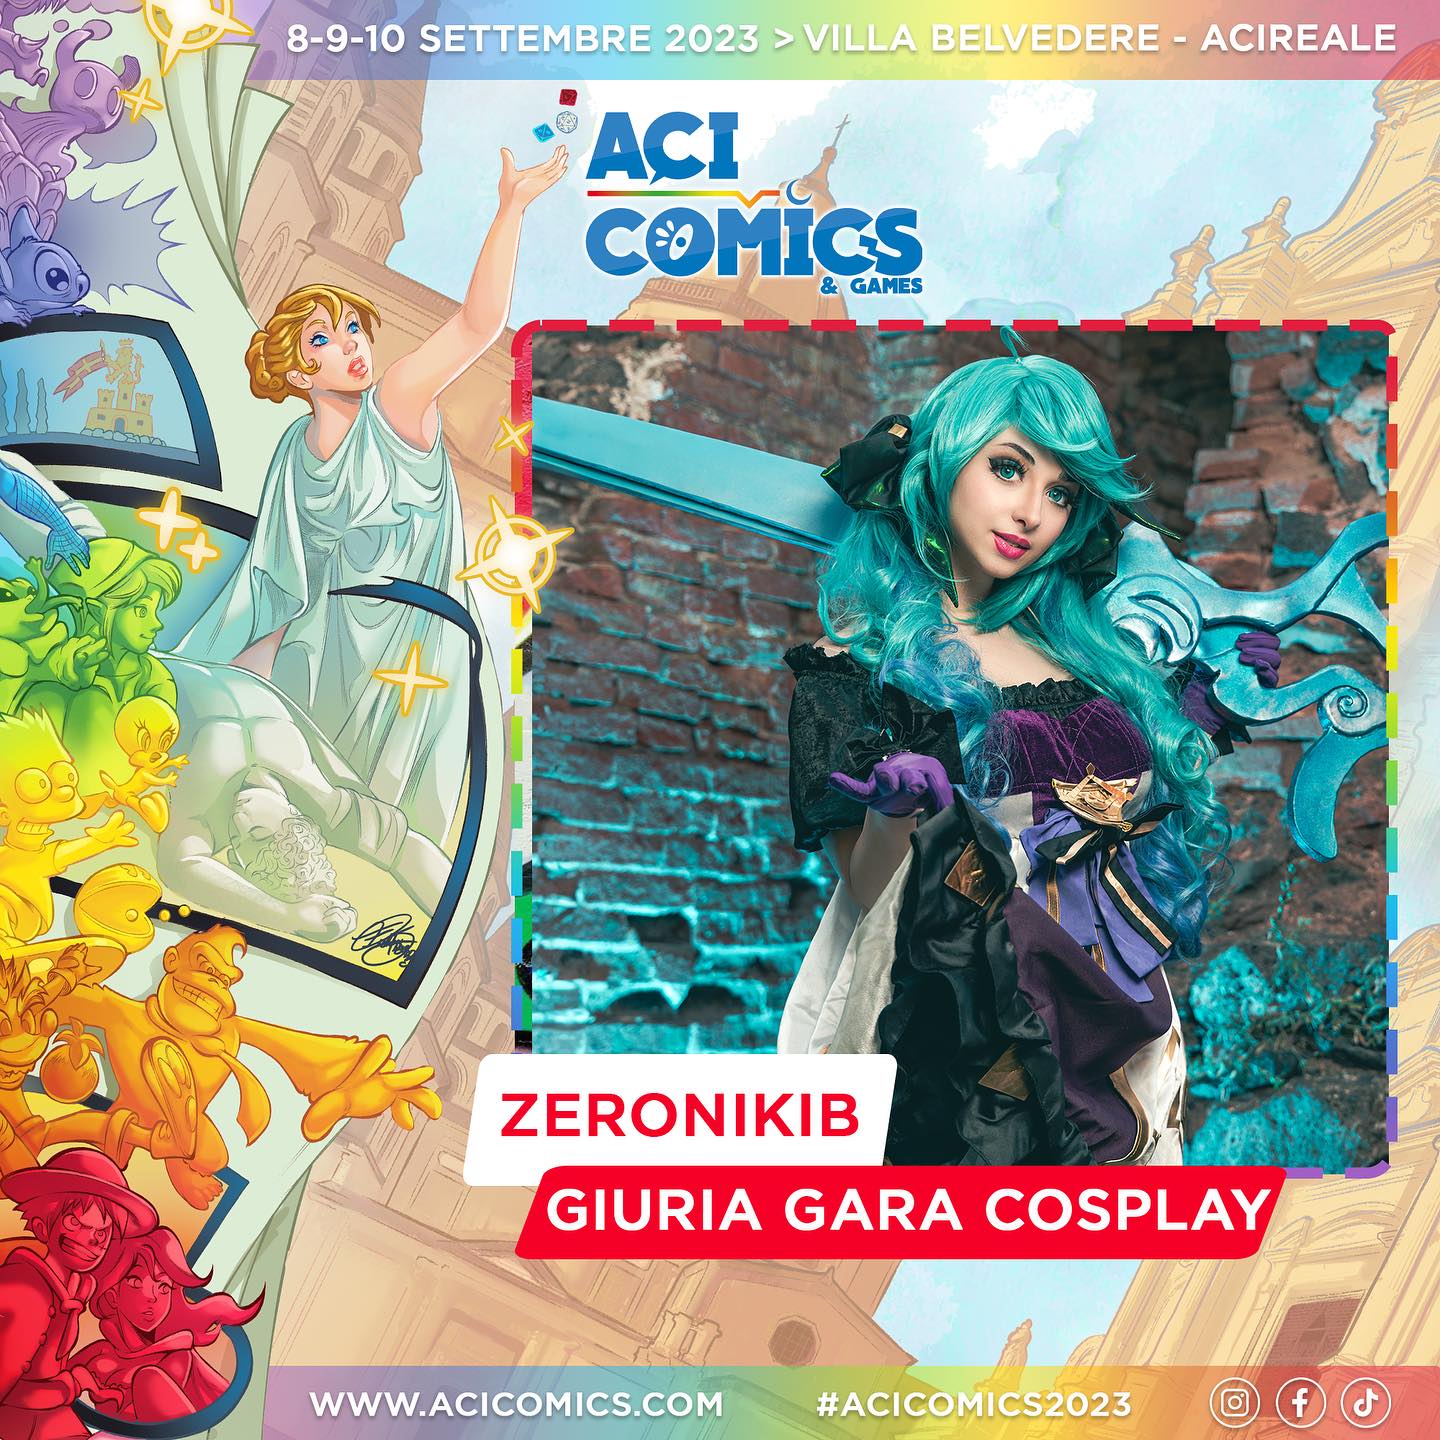 8-9-10 SETTEMBRE 2023 > VILLA BELVEDERE - ACIREALE
ACI
COMICS
& GAMES
ZERONIKIB
GIURIA GARA COSPLAY
WWW.ACICOMICS.COM #ACICOMICS2023